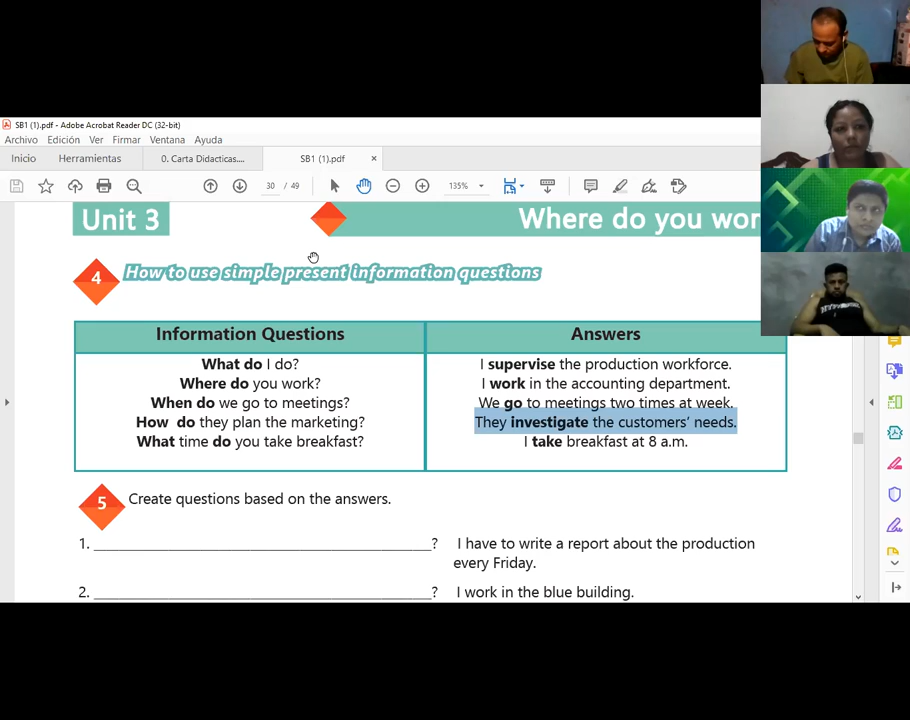 SB1 (1).pdf - Adobe Acrobat Reader DC (32-bit)
Archivo Edición Ver Firmar Ventana Ayuda
Inicio Herramientas 0. Carta Didacticas.... SB1 (1).pdf ×
30 / 49 135%
Unit 3 Where do you wor
4 How to use simple present information questions
Information Questions Answers
What do I do? I supervise the production workforce.
Where do you work? I work in the accounting department.
When do we go to meetings? We go to meetings two times at week.
How do they plan the marketing? They investigate the customers’ needs.
What time do you take breakfast? I take breakfast at 8 a.m.
5 Create questions based on the answers.
1. ________________________________________? I have to write a report about the production
every Friday.
2. ________________________________________? I work in the blue building.